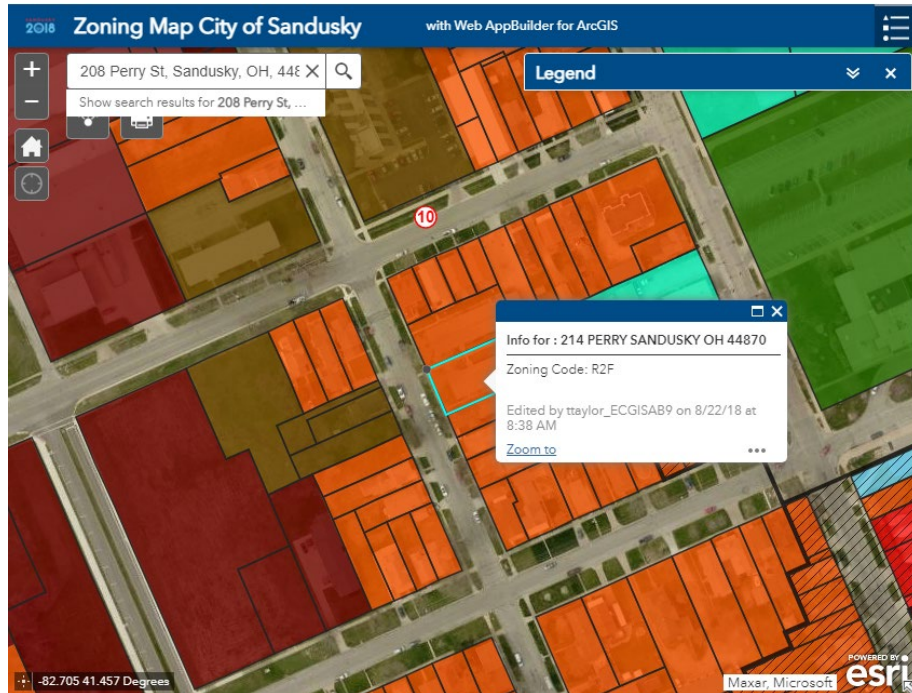 2018 Zoning Map City of Sandusky with Web AppBuilder for ArcGIS
+
208 Perry St, Sandusky, OH, 448
Show search results for 208 Perry St, ...
−
Legend
10
Info for : 214 PERRY SANDUSKY OH 44870
Zoning Code: R2F
Edited by ttaylor_ECGISAB9 on 8/22/18 at
8:38 AM
Zoom to
-82.705 41.457 Degrees
Maxar, Microsoft
POWERED BY
esri